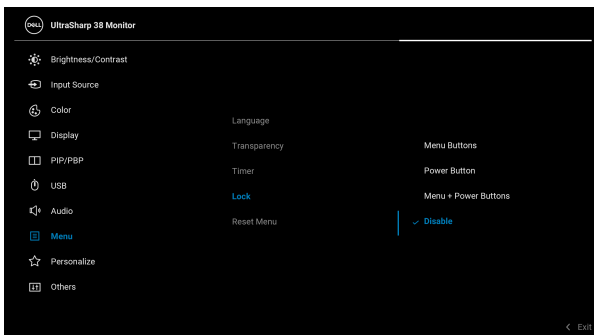 DELL UltraSharp 38 Monitor
Brightness/Contrast
Input Source
Color
Display
PIP/PBP
USB
Audio
Menu
Personalize
Others
Language
Transparency
Timer
Lock
Reset Menu
Menu Buttons
Power Button
Menu + Power Buttons
Disable
Exit